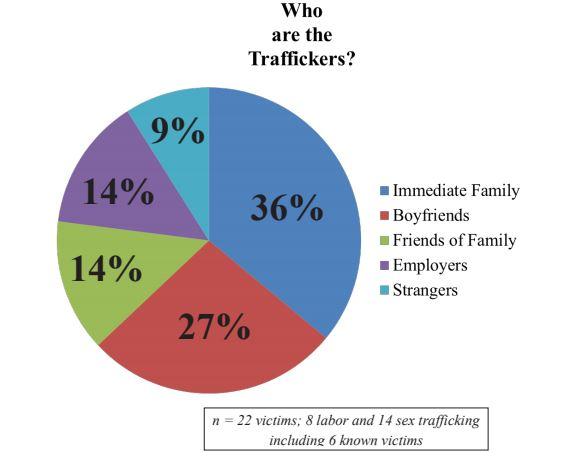 Who
are the
Traffickers?
9%
36%
14%
14%
27%
Immediate Family
Boyfriends
Friends of Family
Employers
Strangers
n = 22 victims; 8 labor and 14 sex trafficking
including 6 known victims